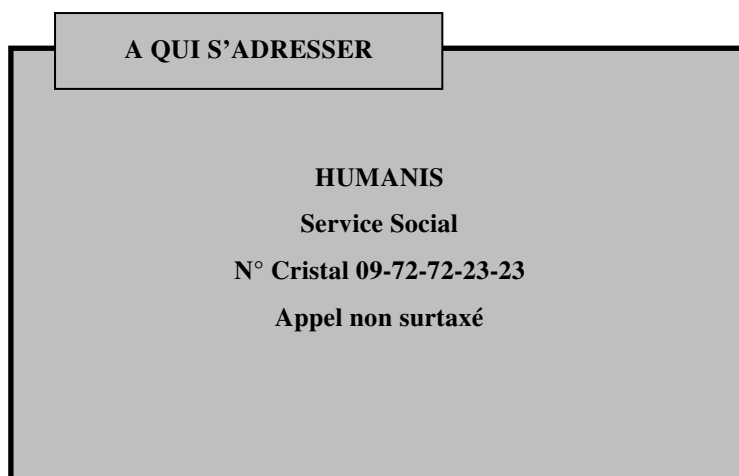 A QUI S'ADRESSER
HUMANIS
Service Social
N° Cristal 09-72-72-23-23
Appel non surtaxé